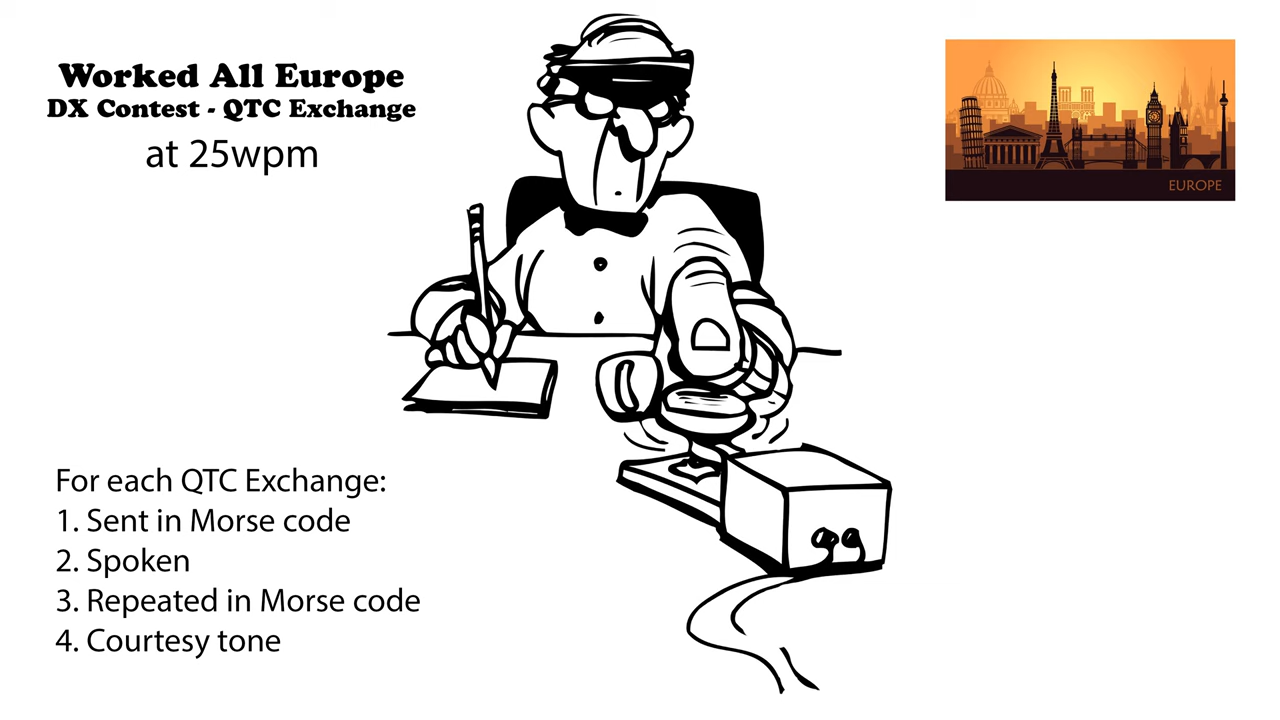 Worked All Europe
DX Contest - QTC Exchange
at 25wpm
EUROPE
For each QTC Exchange:
1. Sent in Morse code
2. Spoken
3. Repeated in Morse code
4. Courtesy tone